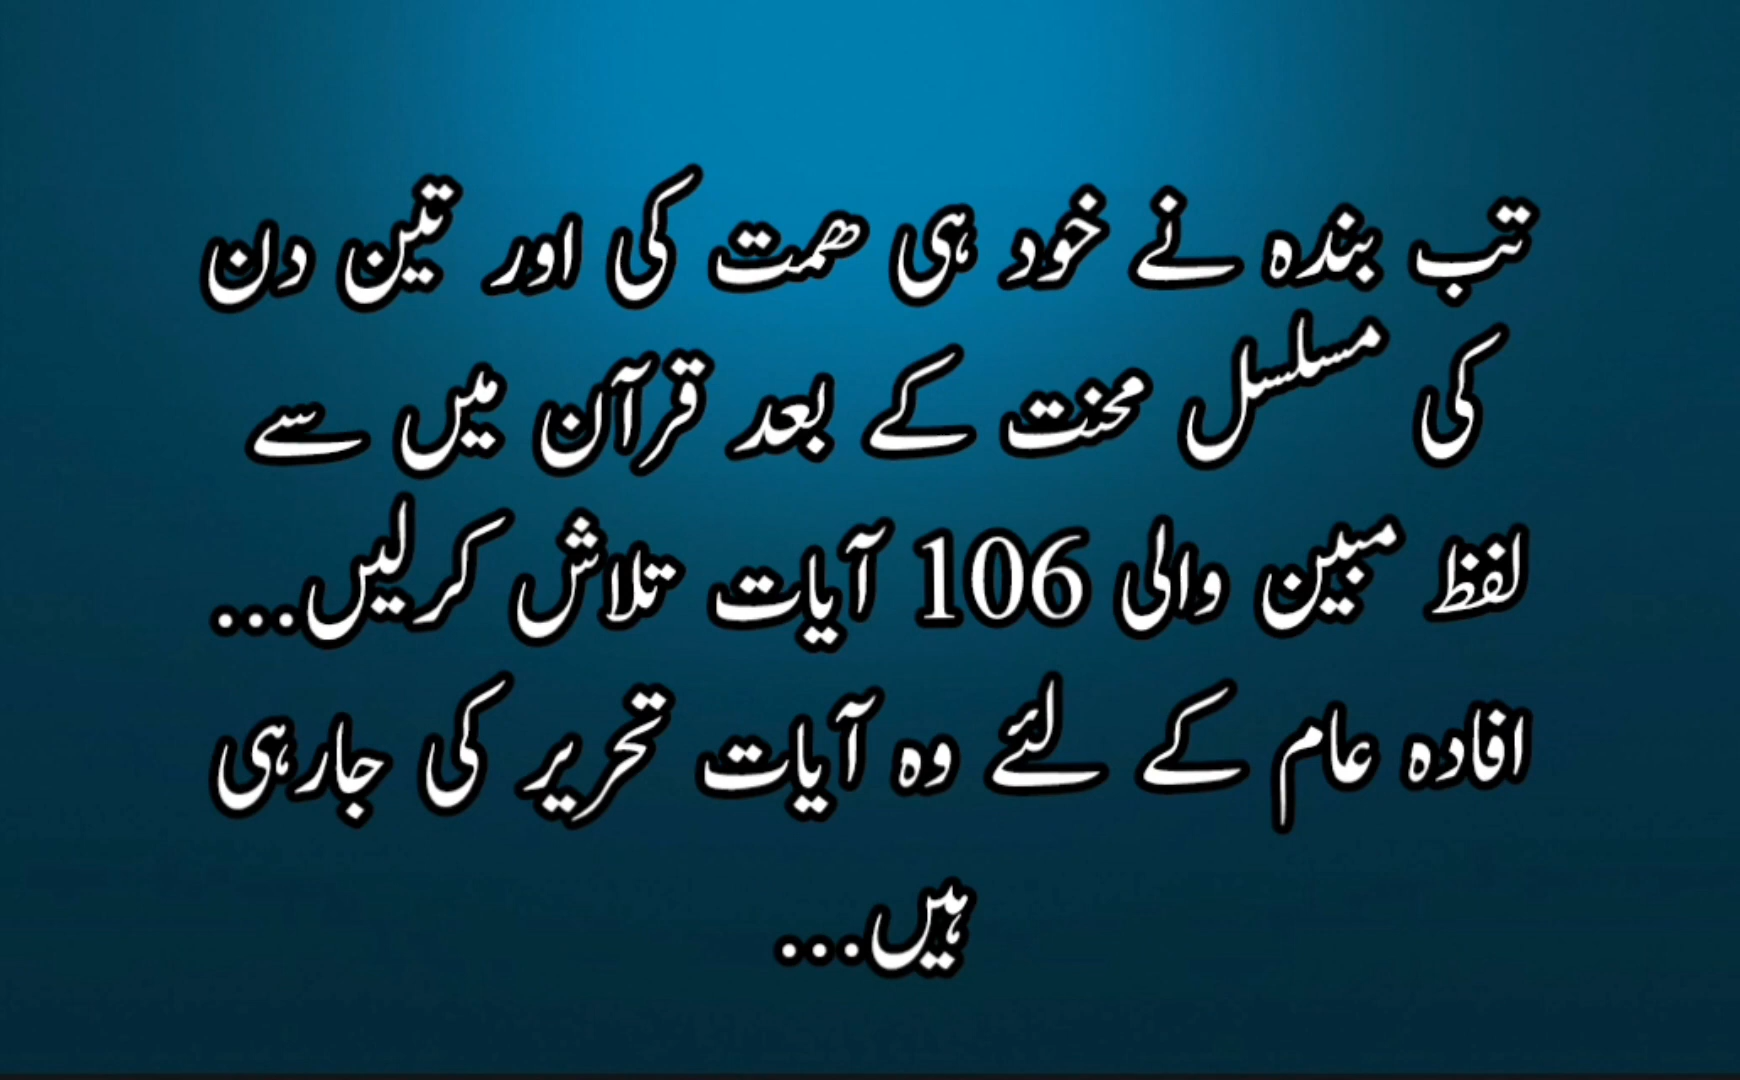 تب بندہ نے خود ہی ھمت کی اور تین دن
کی مسلسل محنت کے بعد قرآن میں سے
لفظ مبین والی 106 آیات تلاش کرلیں...
افادہ عام کے لئے وہ آیات تحریر کی جارہی
ہیں...